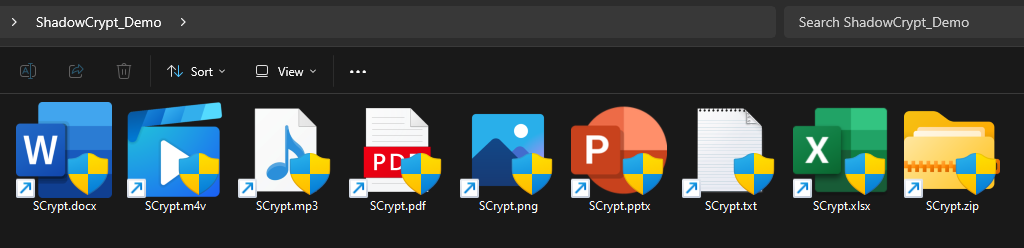 ShadowCrypt_Demo
Search ShadowCrypt_Demo
Sort
View
W
PDF
P
X
SCrypt.docx
SCrypt.m4v
SCrypt.mp3
SCrypt.pdf
SCrypt.png
SCrypt.pptx
SCrypt.txt
SCrypt.xlsx
SCrypt.zip